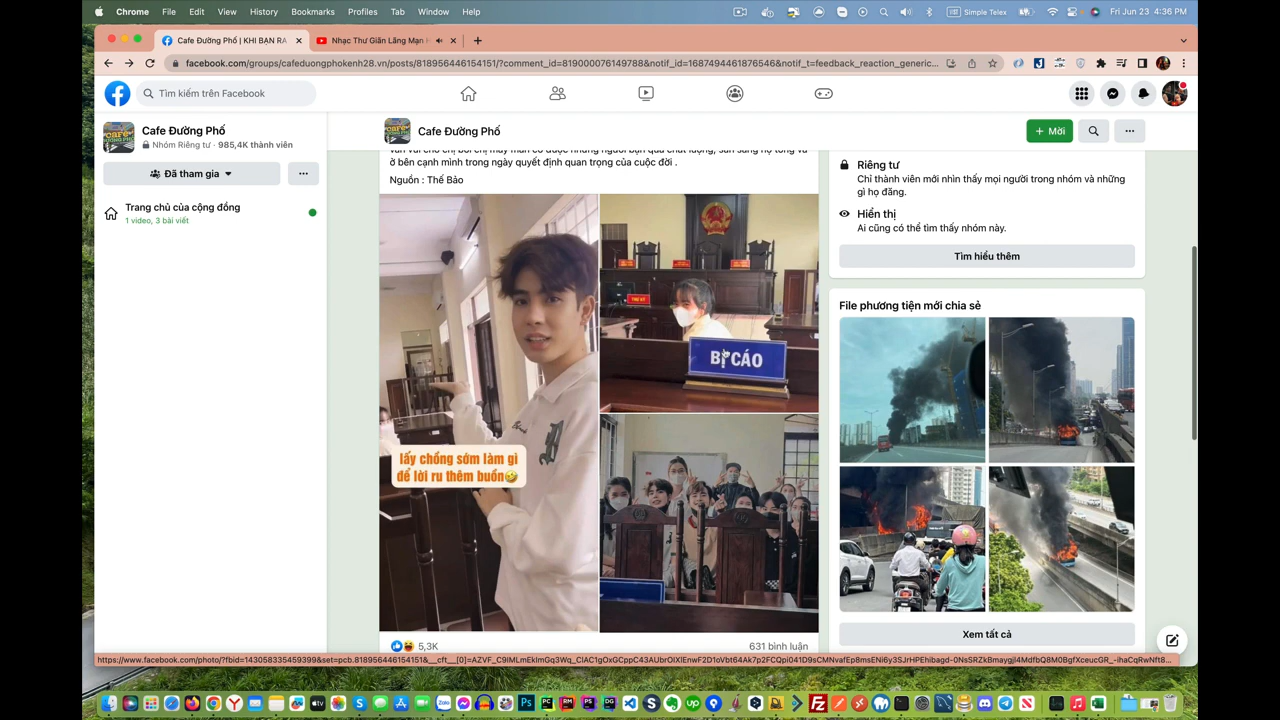 Chrome File Edit View History Bookmarks Profiles Tab Window Help
Simple Telex
Fri Jun 23 4:36 PM
Cafe Đường Phố | KHI BẠN RA
Nhạc Thư Giãn Lãng Mạn
facebook.com/groups/cafeduongphokenh28.vn/posts/818956446154151/?comment_id=819000076149788&notif_id=1687494461876546&notif_t=feedback_reaction_generic...
Tìm kiếm trên Facebook
Cafe Đường Phố
Nhóm Riêng tư · 985,4K thành viên
Đã tham gia
Trang chủ của cộng đồng
1 video, 3 bài viết
Cafe Đường Phố
+ Mới
ở bên cạnh mình trong ngày quyết định quan trọng của cuộc đời .
Nguồn : Thế Bảo
lấy chồng sớm làm gì
để lời ru thêm buồn🤣
THƯ KÝ
BỊ CÁO
5,3K
631 bình luận
Riêng tư
Chỉ thành viên mới nhìn thấy mọi người trong nhóm và những
gì họ đăng.
Hiển thị
Ai cũng có thể tìm thấy nhóm này.
Tìm hiểu thêm
File phương tiện mới chia sẻ
Xem tất cả